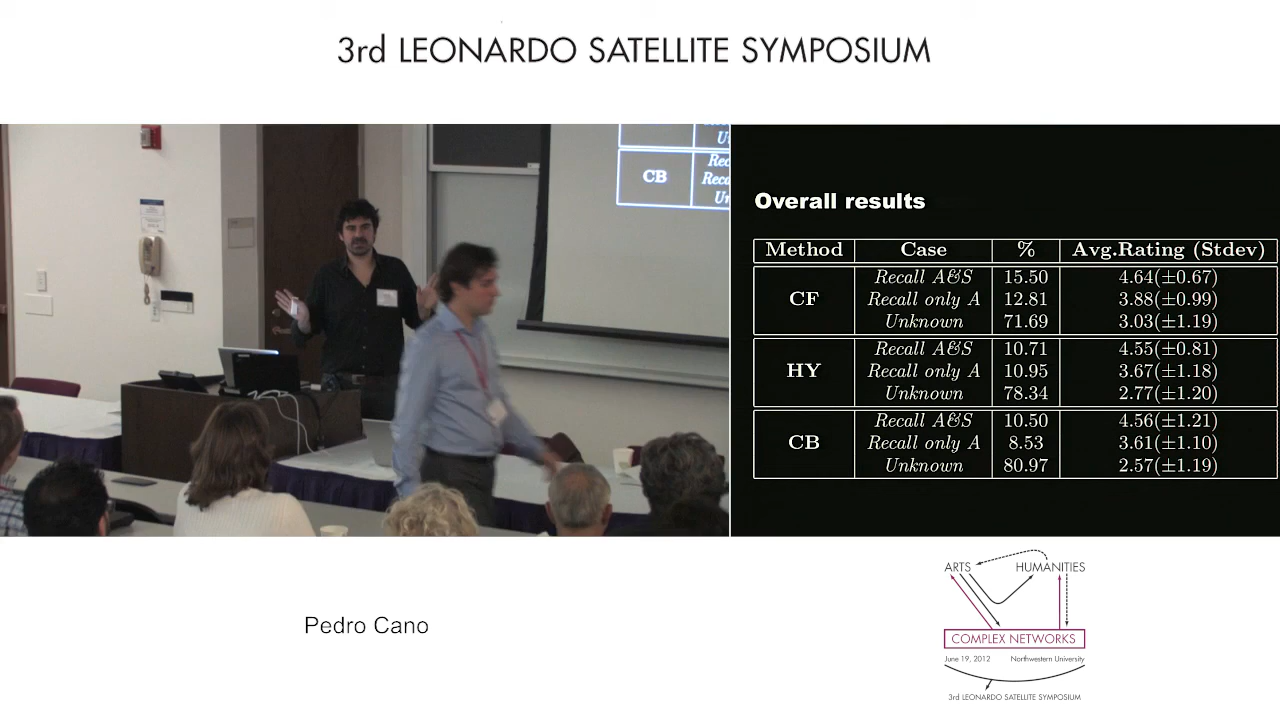 3rd LEONARDO SATELLITE SYMPOSIUM
CB
Overall results
Method Case % Avg.Rating (Stdev)
CF
Recall A&S 15.50 4.64(±0.67)
Recall only A 12.81 3.88(±0.99)
Unknown 71.69 3.03(±1.19)
HY
Recall A&S 10.71 4.55(±0.81)
Recall only A 10.95 3.67(±1.18)
Unknown 78.34 2.77(±1.20)
CB
Recall A&S 10.50 4.56(±1.21)
Recall only A 8.53 3.61(±1.10)
Unknown 80.97 2.57(±1.19)
Pedro Cano
ARTS HUMANITIES
COMPLEX NETWORKS
June 19, 2012 Northwestern University
3rd LEONARDO SATELLITE SYMPOSIUM